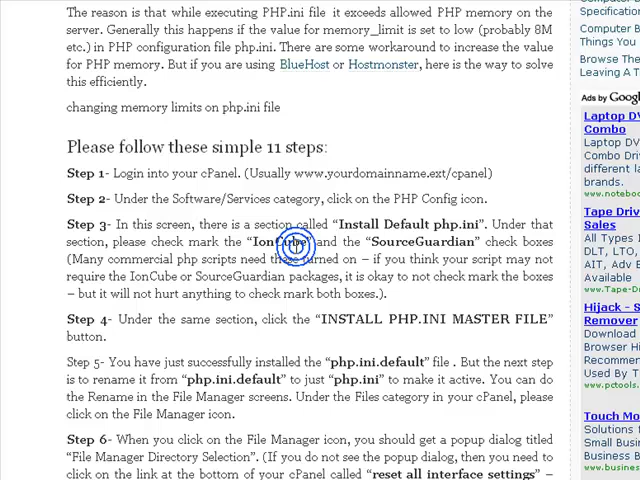 The reason is that while executing PHP.ini file it exceeds allowed PHP memory on the
server. Generally this happens if the value for memory_limit is set to low (probably 8M
etc.) in PHP configuration file php.ini. There are some workaround to increase the value
for PHP memory. But if you are using BlueHost or Hostmonster, here is the way to solve
this efficiently.
changing memory limits on php.ini file
Please follow these simple 11 steps:
Step 1- Login into your cPanel. (Usually www.yourdomainname.ext/cpanel)
Step 2- Under the Software/Services category, click on the PHP Config icon.
Step 3- In this screen, there is a section called “Install Default php.ini”. Under that
section, please check mark the “IonCube” and the “SourceGuardian” check boxes
(Many commercial php scripts need these turned on – if you think your script may not
require the IonCube or SourceGuardian packages, it is okay to not check mark the boxes
– but it will not hurt anything to check mark both boxes.).
Step 4- Under the same section, click the “INSTALL PHP.INI MASTER FILE”
button.
Step 5- You have just successfully installed the “php.ini.default” file . But the next step
is to rename it from “php.ini.default” to just “php.ini” to make it active. You can do
the Rename in the File Manager screens. Under the Files category in your cPanel, please
click on the File Manager icon.
Step 6- When you click on the File Manager icon, you should get a popup dialog titled
“File Manager Directory Selection”. (If you do not see the popup dialog, then you need to
click on the link at the bottom of your cPanel called “reset all interface settings” –
Specification
Computer B
Things You
Browse The
Leaving A T
Ads by Goog
Laptop DV
Combo
Laptop DV
Combo Driv
different la
brands.
www.notebo
Tape Driv
Sales
All Types I
DLT, LTO,
AIT, Adv E
Available
www.Tape-D
Hijack - S
Remover
Download
Browser Hi
Recommen
Used By T
www.pctools.
Touch Mo
Solutions f
Small Busi
Business B
www.busines